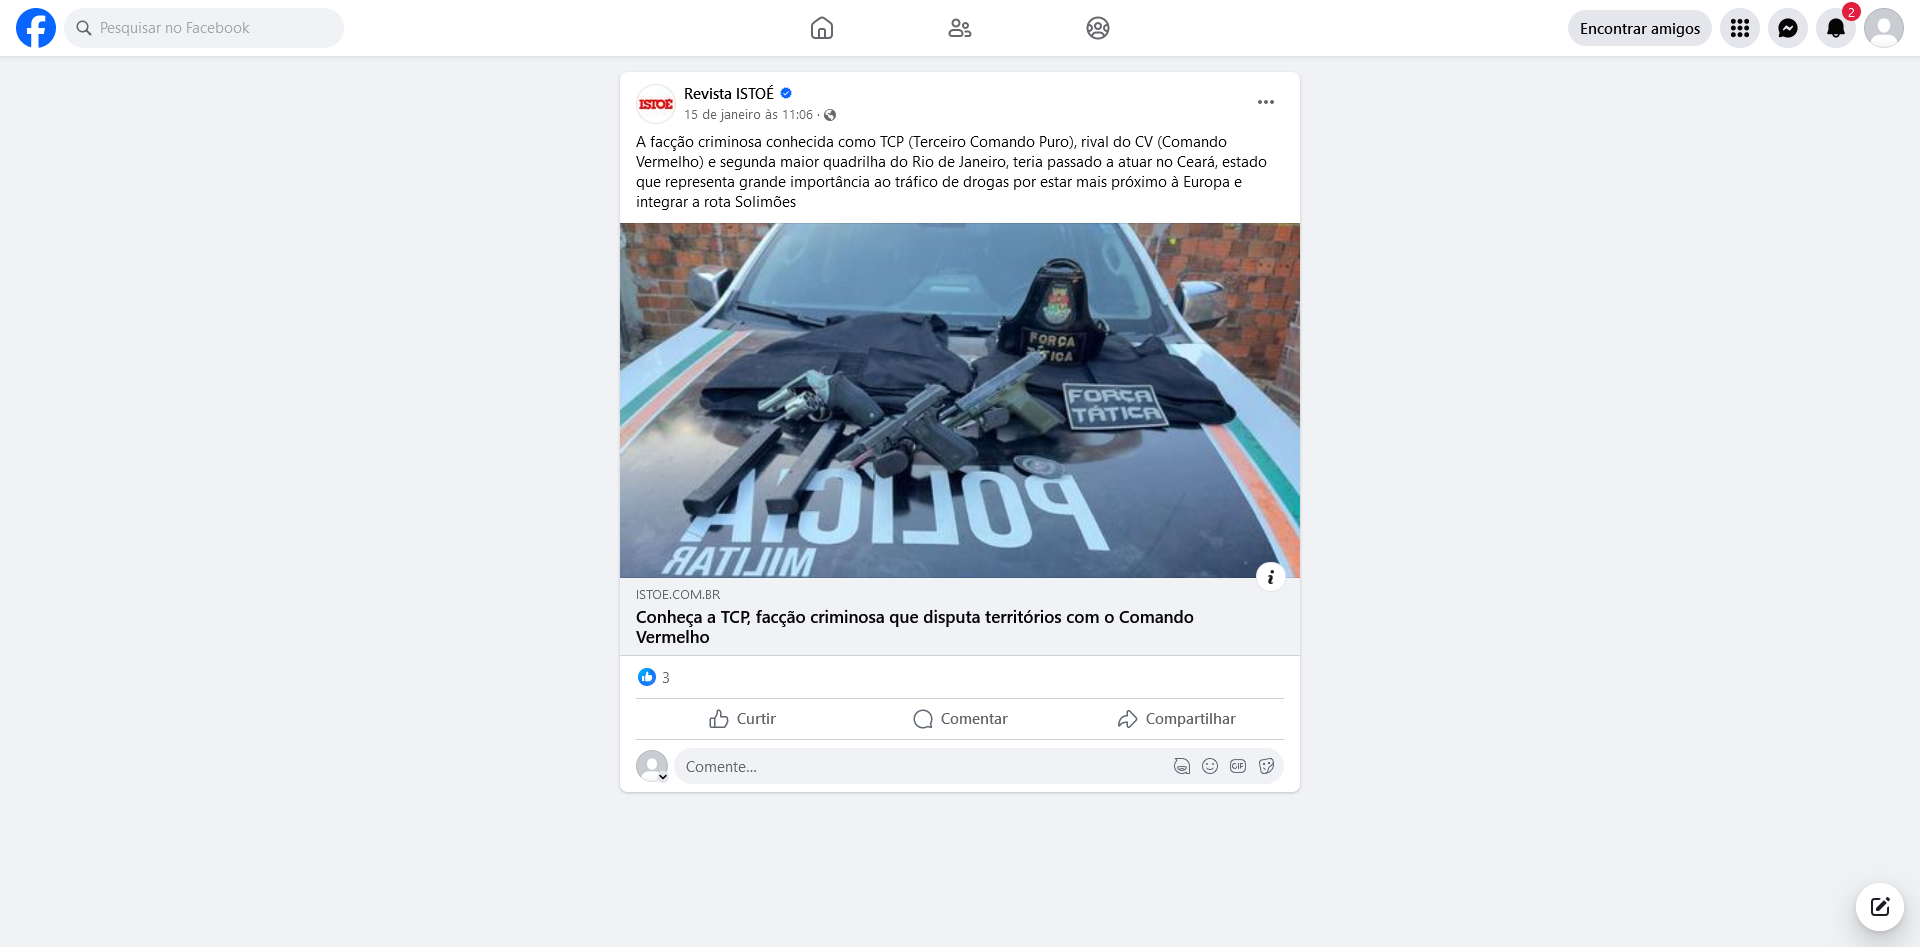 Pesquisar no Facebook
Encontrar amigos
2
ISTOÉ
Revista ISTOÉ
15 de janeiro às 11:06 ·
A facção criminosa conhecida como TCP (Terceiro Comando Puro), rival do CV (Comando
Vermelho) e segunda maior quadrilha do Rio de Janeiro, teria passado a atuar no Ceará, estado
que representa grande importância ao tráfico de drogas por estar mais próximo à Europa e
integrar a rota Solimões
FORÇA
TÁTICA
FORÇA
TÁTICA
POLÍCIA
MILITAR
ISTOE.COM.BR
Conheça a TCP, facção criminosa que disputa territórios com o Comando
Vermelho
3
Curtir
Comentar
Compartilhar
Comente...
GIF